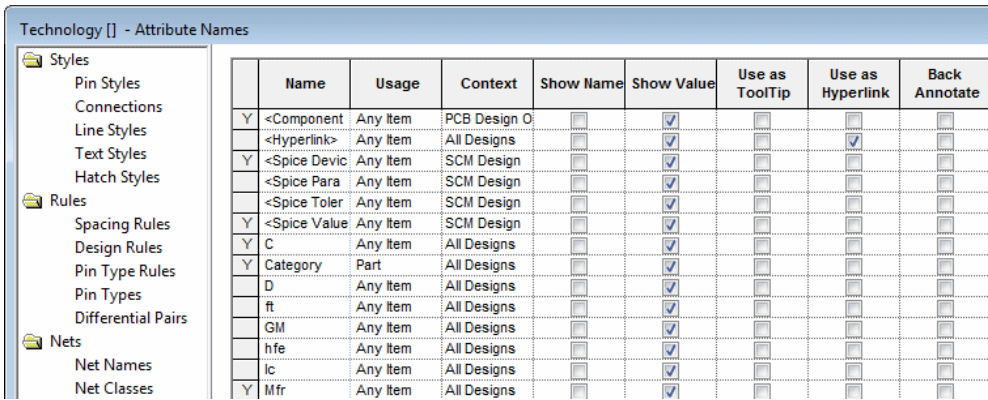 Technology [] - Attribute Names
Styles
Pin Styles
Connections
Line Styles
Text Styles
Hatch Styles
Rules
Spacing Rules
Design Rules
Pin Type Rules
Pin Types
Differential Pairs
Nets
Net Names
Net Classes
Name Usage Context Show Name Show Value Use as ToolTip Use as Hyperlink Back Annotate
Y <Component Any Item PCB Design O
<Hyperlink> Any Item All Designs
Y <Spice Devic Any Item SCM Design
<Spice Para Any Item SCM Design
<Spice Toler Any Item SCM Design
Y <Spice Value Any Item SCM Design
Y C Any Item All Designs
Y Category Part All Designs
D Any Item All Designs
ft Any Item All Designs
GM Any Item All Designs
hfe Any Item All Designs
Ic Any Item All Designs
Y Mfr Any Item All Designs